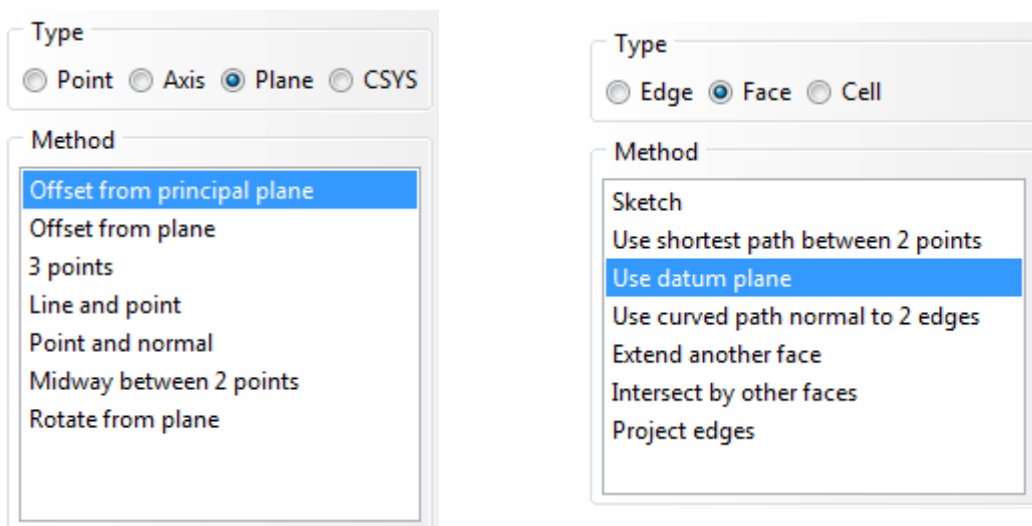 Type
Point Axis Plane CSYS
Method
Offset from principal plane
Offset from plane
3 points
Line and point
Point and normal
Midway between 2 points
Rotate from plane
Type
Edge Face Cell
Method
Sketch
Use shortest path between 2 points
Use datum plane
Use curved path normal to 2 edges
Extend another face
Intersect by other faces
Project edges